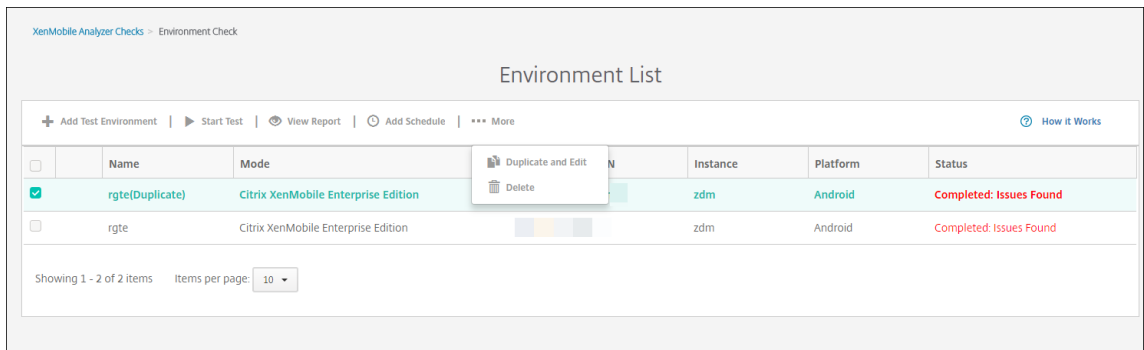 XenMobile Analyzer Checks > Environment Check
Environment List
Add Test Environment | Start Test | View Report | Add Schedule | More How it Works
Name Mode N Instance Platform Status
Duplicate and Edit
Delete
rgte(Duplicate) Citrix XenMobile Enterprise Edition zdm Android Completed: Issues Found
rgte Citrix XenMobile Enterprise Edition zdm Android Completed: Issues Found
Showing 1 - 2 of 2 items Items per page: 10